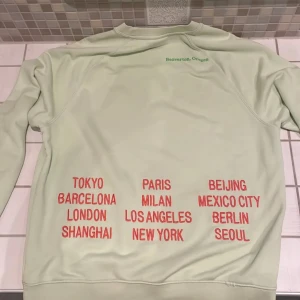 TOKYO PARIS BEIJING
BARCELONA MILAN MEXICO CITY
LONDON LOS ANGELES BERLIN
SHANGHAI NEW YORK SEOUL